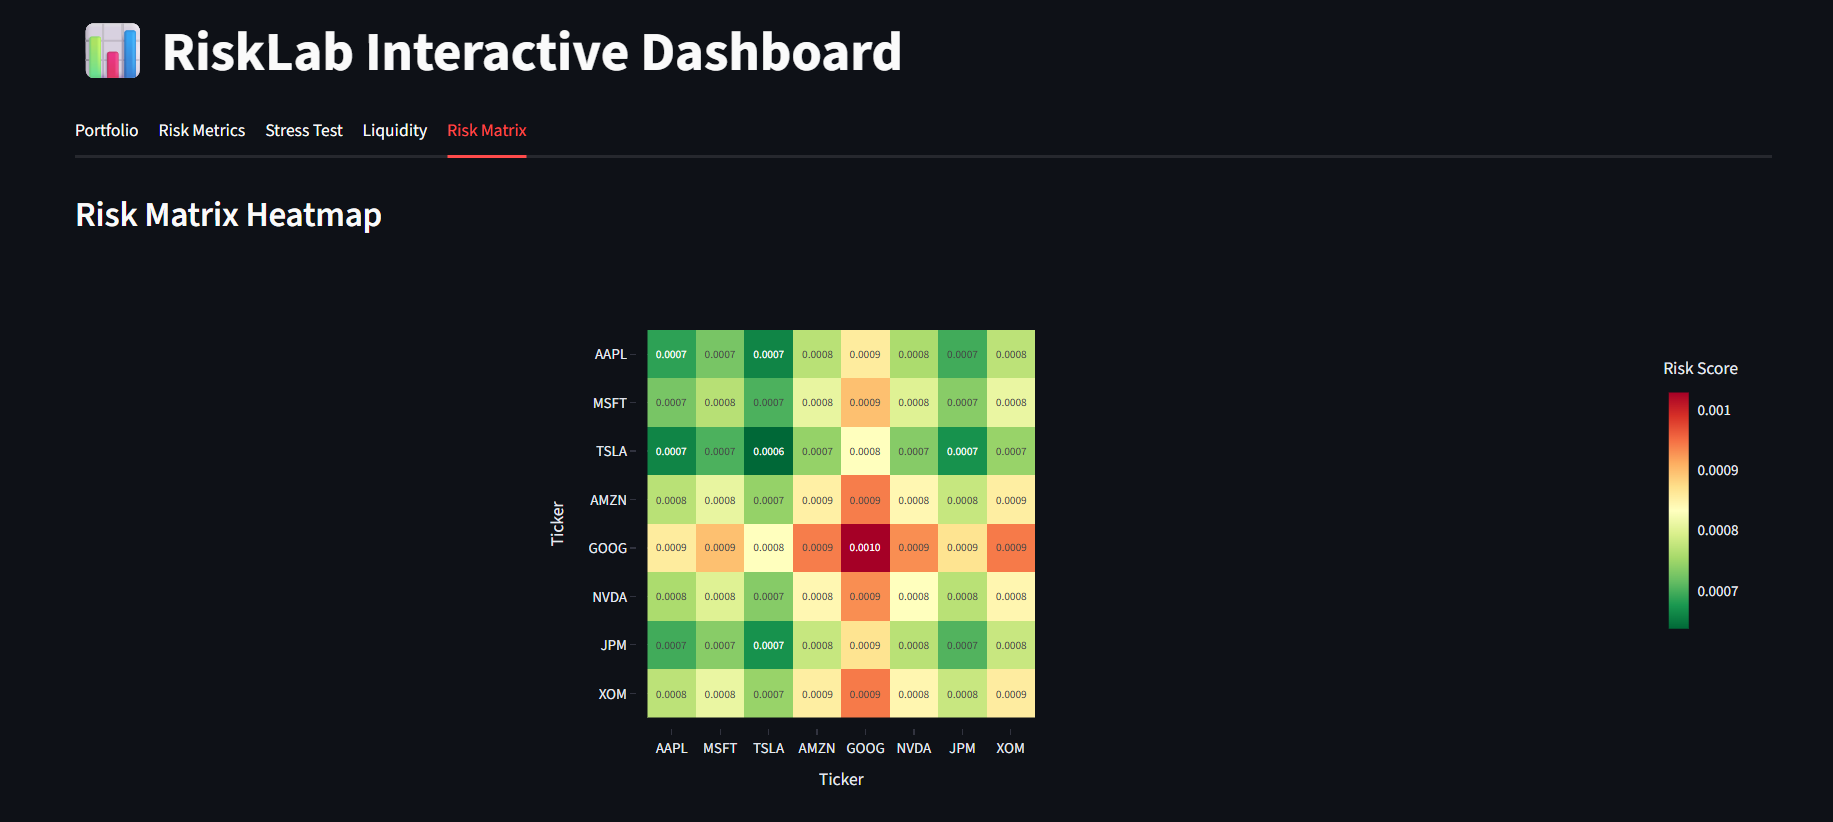 RiskLab Interactive Dashboard
Portfolio Risk Metrics Stress Test Liquidity Risk Matrix
Risk Matrix Heatmap
Risk Score
0.001
0.0009
0.0008
0.0007
Ticker
AAPL 0.0007 0.0007 0.0007 0.0008 0.0009 0.0008 0.0007 0.0008
MSFT 0.0007 0.0008 0.0007 0.0008 0.0009 0.0008 0.0007 0.0008
TSLA 0.0007 0.0007 0.0006 0.0007 0.0008 0.0007 0.0007 0.0007
AMZN 0.0008 0.0008 0.0007 0.0009 0.0009 0.0008 0.0008 0.0009
GOOG 0.0009 0.0009 0.0008 0.0009 0.0010 0.0009 0.0009 0.0009
NVDA 0.0008 0.0008 0.0007 0.0008 0.0009 0.0008 0.0008 0.0008
JPM 0.0007 0.0007 0.0007 0.0008 0.0009 0.0008 0.0007 0.0008
XOM 0.0008 0.0008 0.0007 0.0009 0.0009 0.0008 0.0008 0.0009
AAPL MSFT TSLA AMZN GOOG NVDA JPM XOM
Ticker